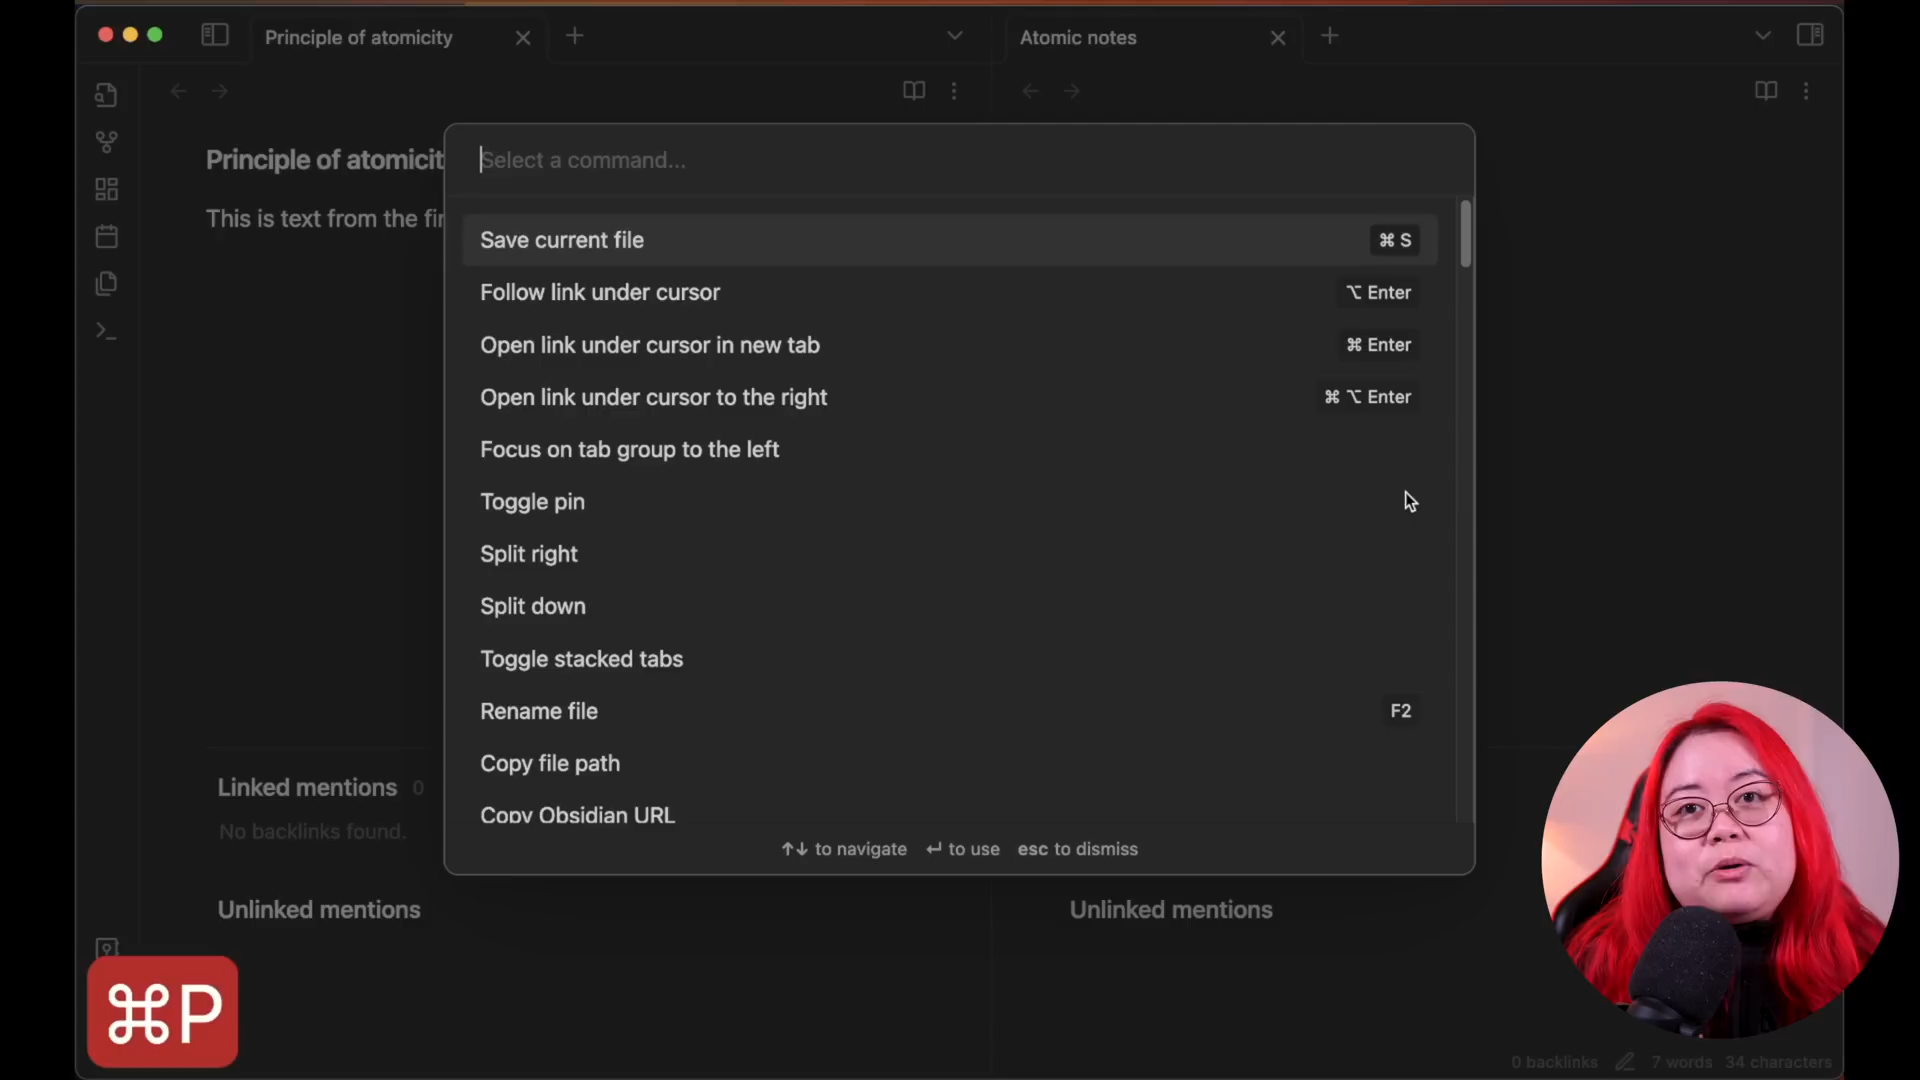 Principle of atomicity
Atomic notes
Principle of atomicit
This is text from the fir
Select a command...
Save current file ⌘ S
Follow link under cursor ⌥ Enter
Open link under cursor in new tab ⌘ Enter
Open link under cursor to the right ⌘ ⌥ Enter
Focus on tab group to the left
Toggle pin
Split right
Split down
Toggle stacked tabs
Rename file F2
Copy file path
Copy Obsidian URL
↑↓ to navigate ↵ to use esc to dismiss
Linked mentions 0
No backlinks found.
Unlinked mentions
Unlinked mentions
⌘P
0 backlinks 7 words 34 characters